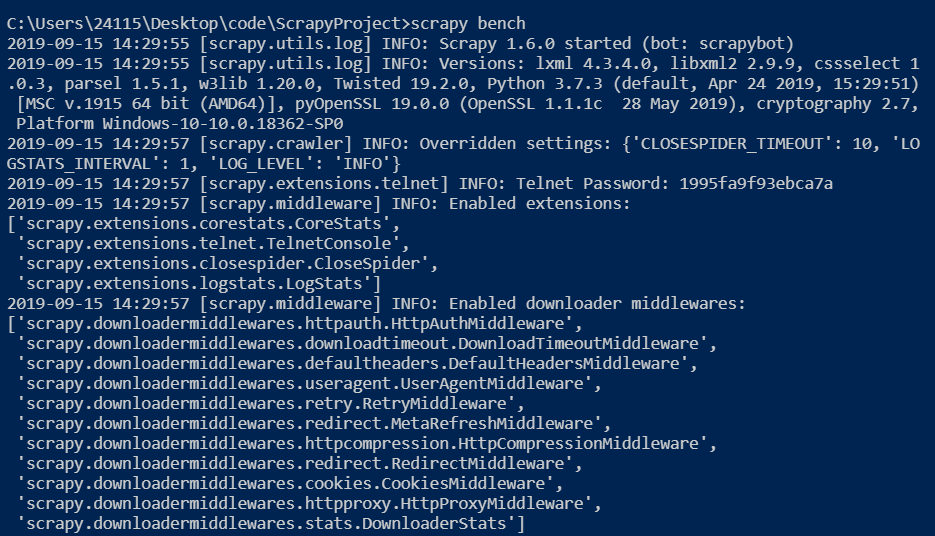 C:\Users\24115\Desktop\code\ScrapyProject>scrapy bench
2019-09-15 14:29:55 [scrapy.utils.log] INFO: Scrapy 1.6.0 started (bot: scrapybot)
2019-09-15 14:29:55 [scrapy.utils.log] INFO: Versions: lxml 4.3.4.0, libxml2 2.9.9, cssselect 1
.0.3, parsel 1.5.1, w3lib 1.20.0, Twisted 19.2.0, Python 3.7.3 (default, Apr 24 2019, 15:29:51)
 [MSC v.1915 64 bit (AMD64)], pyOpenSSL 19.0.0 (OpenSSL 1.1.1c  28 May 2019), cryptography 2.7,
 Platform Windows-10-10.0.18362-SP0
2019-09-15 14:29:57 [scrapy.crawler] INFO: Overridden settings: {'CLOSESPIDER_TIMEOUT': 10, 'LO
GSTATS_INTERVAL': 1, 'LOG_LEVEL': 'INFO'}
2019-09-15 14:29:57 [scrapy.extensions.telnet] INFO: Telnet Password: 1995fa9f93ebca7a
2019-09-15 14:29:57 [scrapy.middleware] INFO: Enabled extensions:
['scrapy.extensions.corestats.CoreStats',
 'scrapy.extensions.telnet.TelnetConsole',
 'scrapy.extensions.closespider.CloseSpider',
 'scrapy.extensions.logstats.LogStats']
2019-09-15 14:29:57 [scrapy.middleware] INFO: Enabled downloader middlewares:
['scrapy.downloadermiddlewares.httpauth.HttpAuthMiddleware',
 'scrapy.downloadermiddlewares.downloadtimeout.DownloadTimeoutMiddleware',
 'scrapy.downloadermiddlewares.defaultheaders.DefaultHeadersMiddleware',
 'scrapy.downloadermiddlewares.useragent.UserAgentMiddleware',
 'scrapy.downloadermiddlewares.retry.RetryMiddleware',
 'scrapy.downloadermiddlewares.redirect.MetaRefreshMiddleware',
 'scrapy.downloadermiddlewares.httpcompression.HttpCompressionMiddleware',
 'scrapy.downloadermiddlewares.redirect.RedirectMiddleware',
 'scrapy.downloadermiddlewares.cookies.CookiesMiddleware',
 'scrapy.downloadermiddlewares.httpproxy.HttpProxyMiddleware',
 'scrapy.downloadermiddlewares.stats.DownloaderStats']